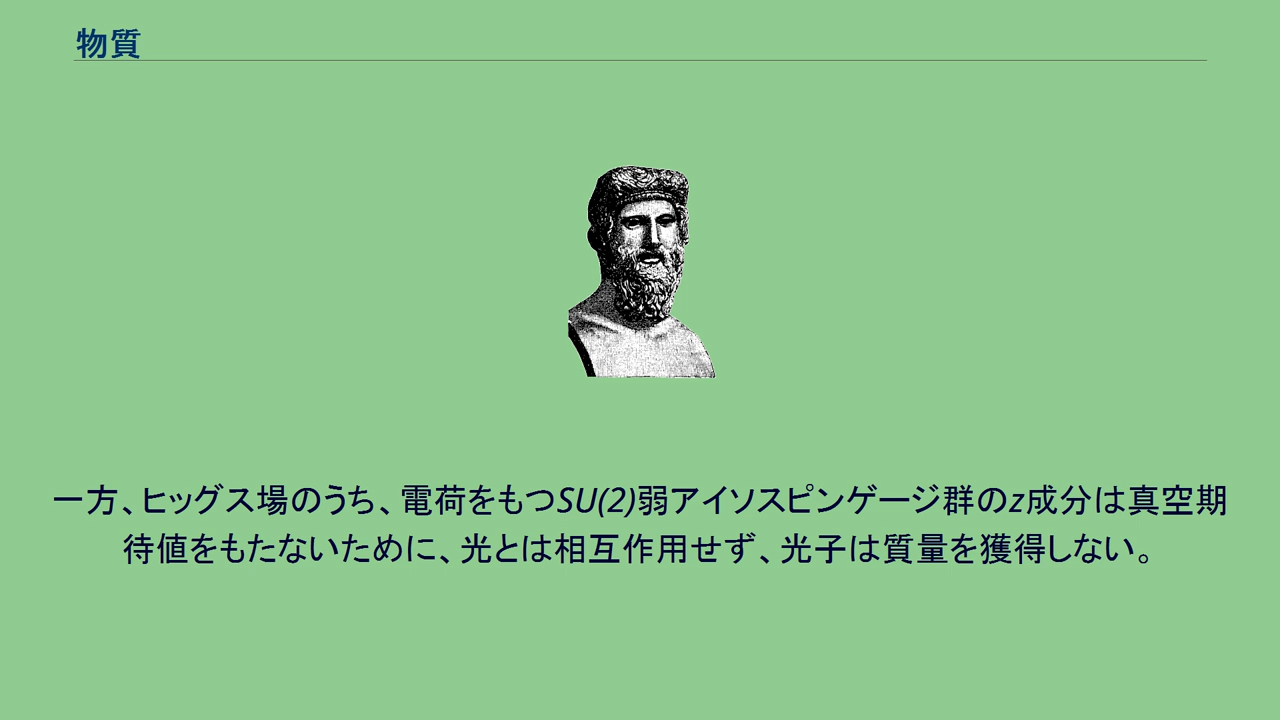 物質
一方、ヒッグス場のうち、電荷をもつSU(2)弱アイソスピンゲージ群のz成分は真空期
待値をもたないために、光とは相互作用せず、光子は質量を獲得しない。